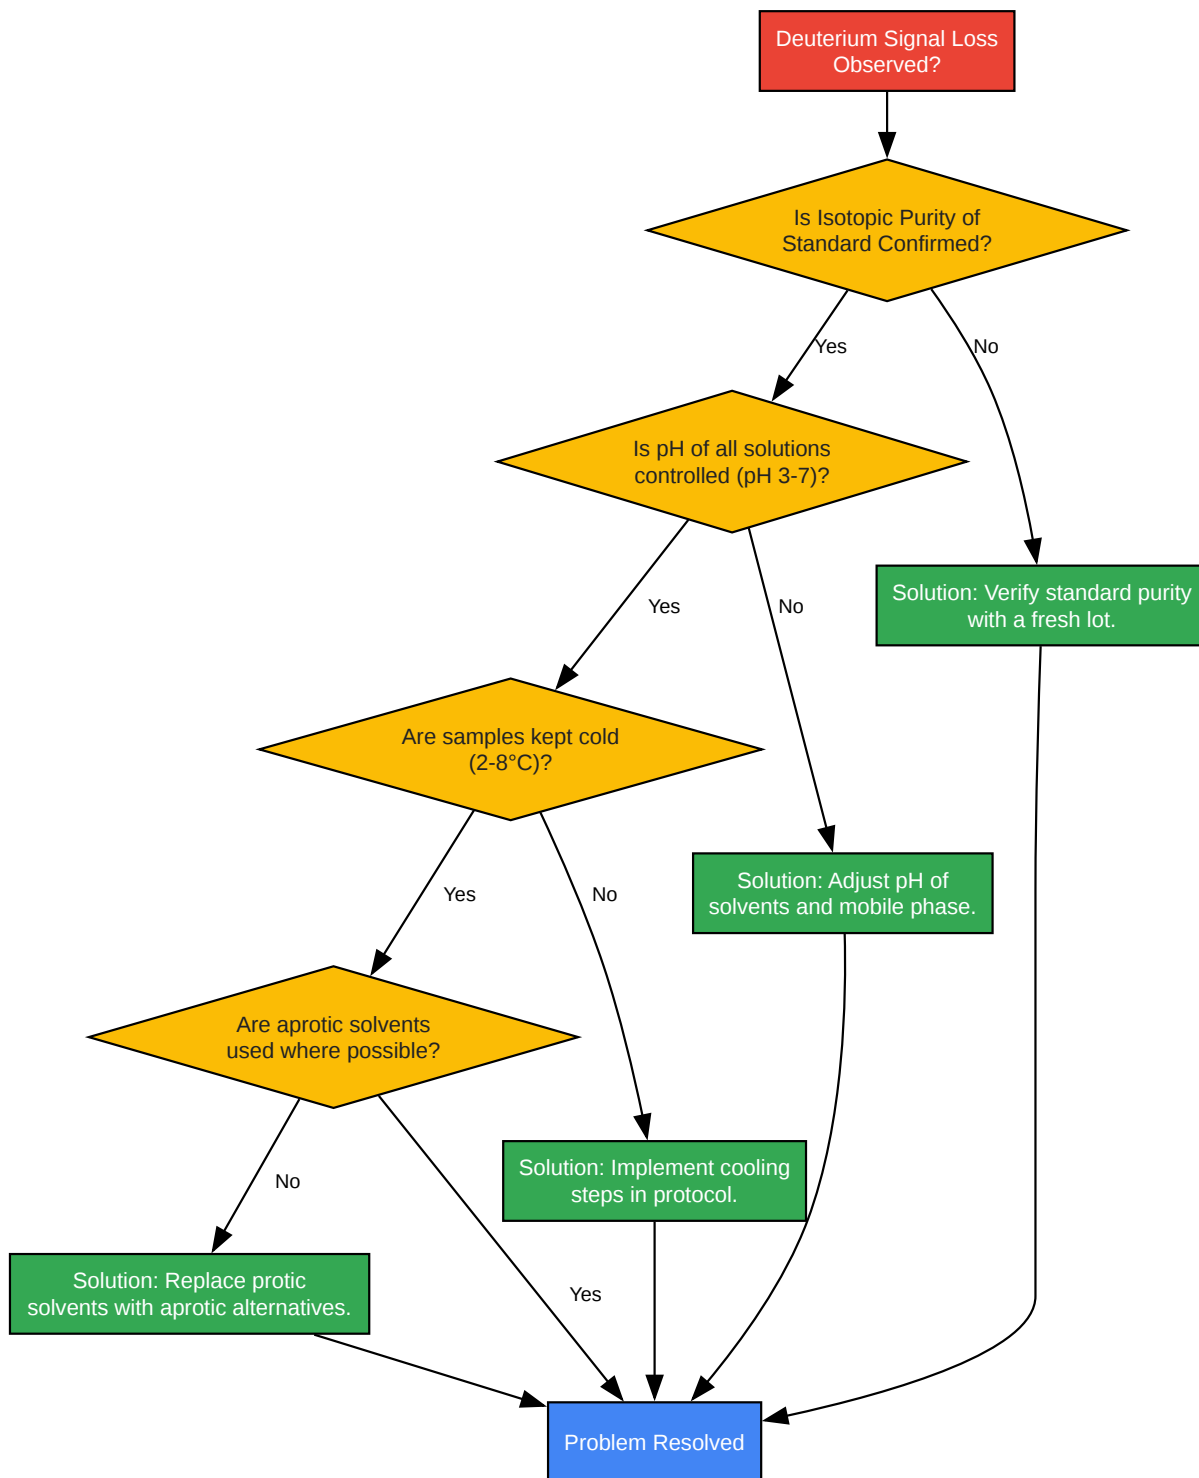 Deuterium Signal Loss
Observed?
Is Isotopic Purity of
Standard Confirmed?
Yes
No
Is pH of all solutions
controlled (pH 3-7)?
Solution: Verify standard purity
with a fresh lot.
Yes
No
Are samples kept cold
(2-8°C)?
Solution: Adjust pH of
solvents and mobile phase.
Yes
No
Are aprotic solvents
used where possible?
Solution: Implement cooling
steps in protocol.
No
Yes
Solution: Replace protic
solvents with aprotic alternatives.
Problem Resolved